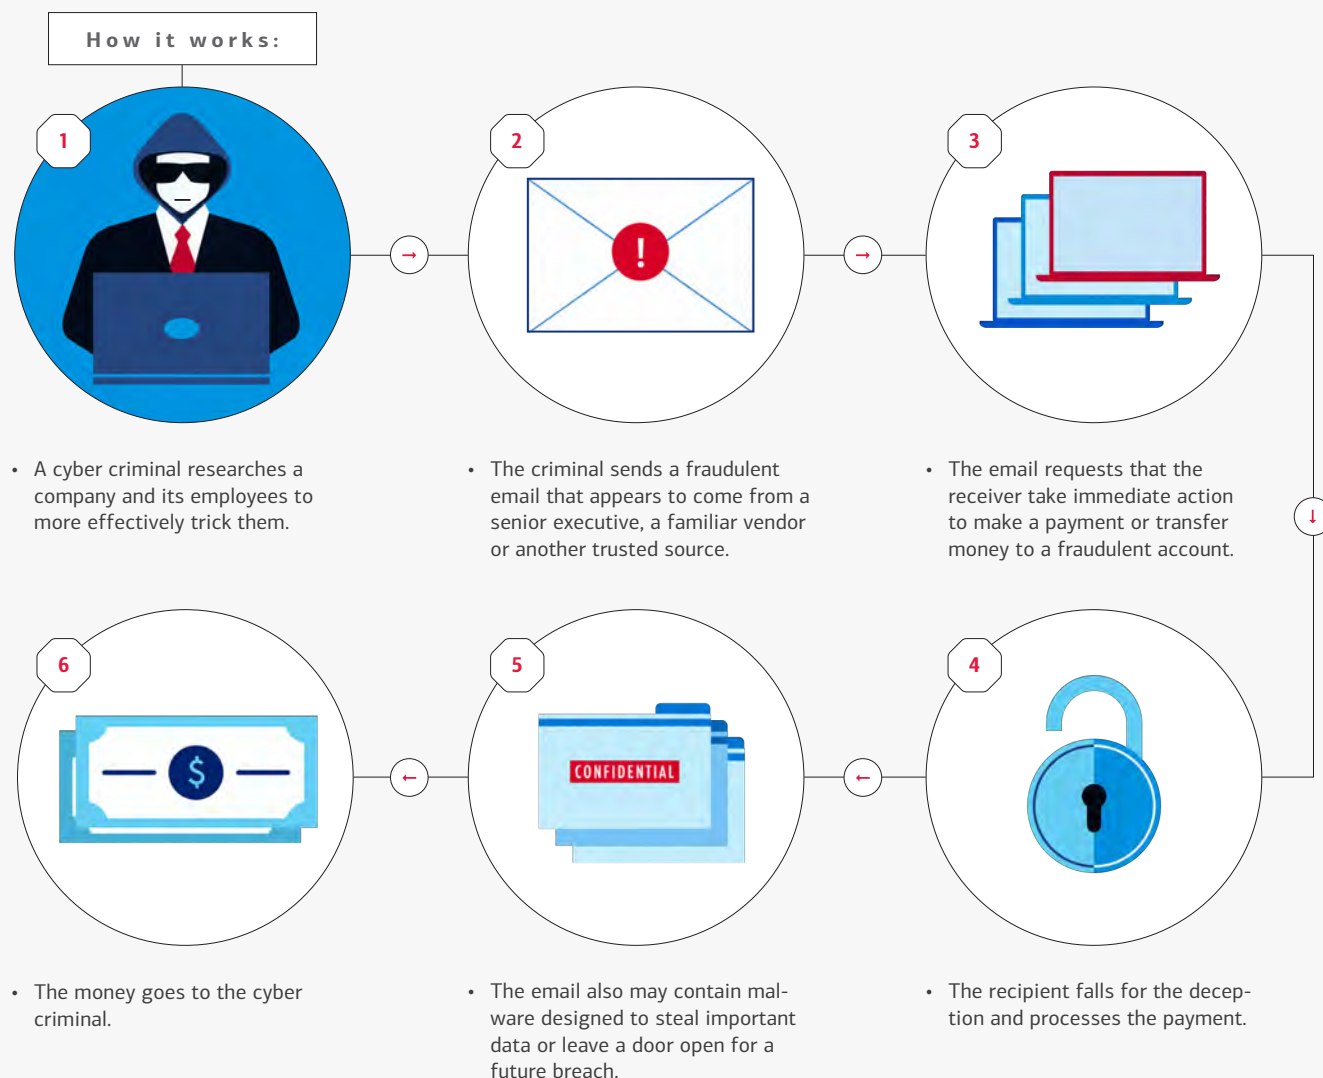 How it works:
1
2
3
• A cyber criminal researches a
company and its employees to
more effectively trick them.
!
• The criminal sends a fraudulent
email that appears to come from a
senior executive, a familiar vendor
or another trusted source.
• The email requests that the
receiver take immediate action
to make a payment or transfer
money to a fraudulent account.
4
• The recipient falls for the decep-
tion and processes the payment.
5
CONFIDENTIAL
• The email also may contain mal-
ware designed to steal important
data or leave a door open for a
future breach.
6
$
• The money goes to the cyber
criminal.